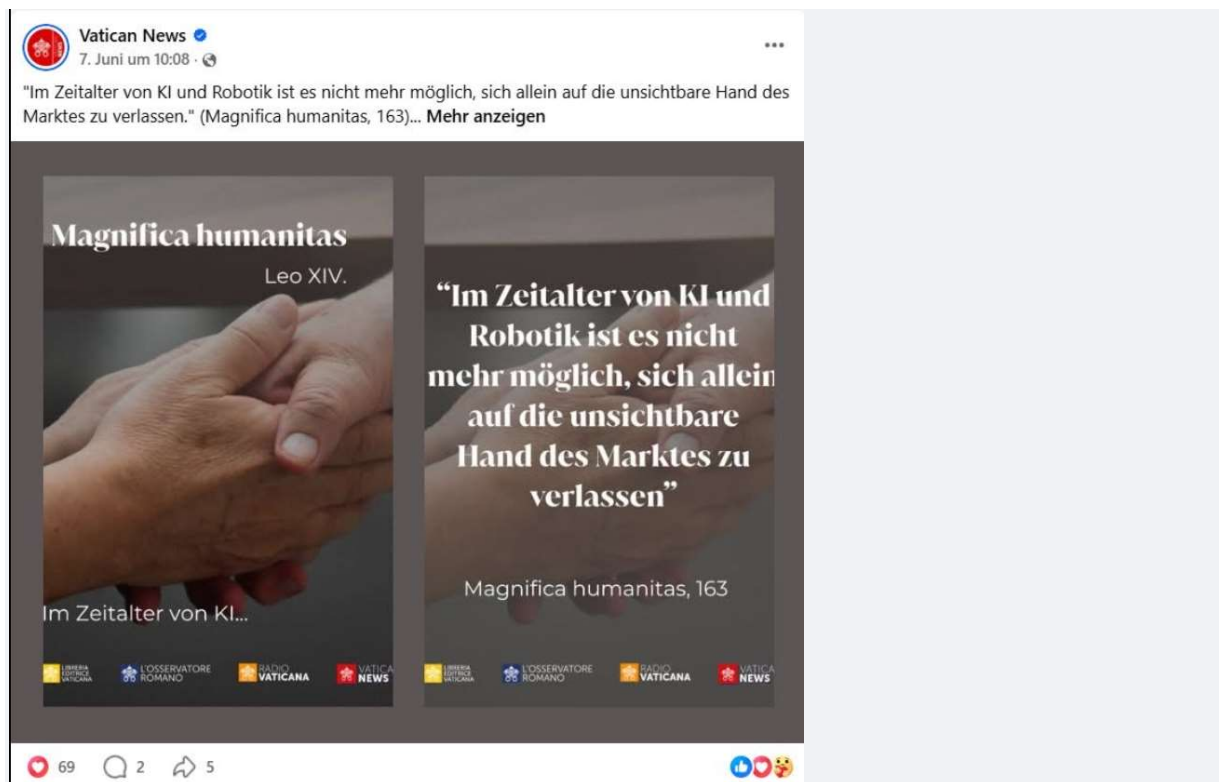 Vatican News
7. Juni um 10:08 ·
"Im Zeitalter von KI und Robotik ist es nicht mehr möglich, sich allein auf die unsichtbare Hand des
Marktes zu verlassen." (Magnifica humanitas, 163)... Mehr anzeigen
Magnifica humanitas
Leo XIV.
Im Zeitalter von KI...
LIBRERIA
EDITRICE
VATICANA
L'OSSERVATORE
ROMANO
RADIO
VATICANA
VATICA
NEWS
“Im Zeitalter von KI und
Robotik ist es nicht
mehr möglich, sich allein
auf die unsichtbare
Hand des Marktes zu
verlassen”
Magnifica humanitas, 163
LIBRERIA
EDITRICE
VATICANA
L'OSSERVATORE
ROMANO
RADIO
VATICANA
VATICA
NEWS
69 2 5